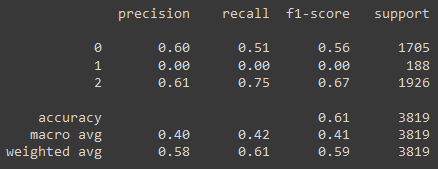 precision recall f1-score support
0 0.60 0.51 0.56 1705
1 0.00 0.00 0.00 188
2 0.61 0.75 0.67 1926
accuracy 0.61 3819
macro avg 0.40 0.42 0.41 3819
weighted avg 0.58 0.61 0.59 3819